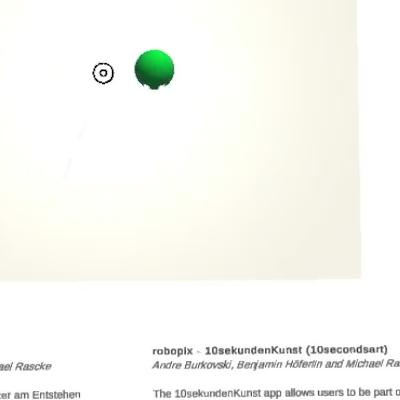 robopix - 10sekundenKunst (10secondsart)
ael Rascke
Andre Burkovski, Benjamin Höferlin and Michael Ra
er am Entstehen
The 10sekundenKunst app allows users to be part o